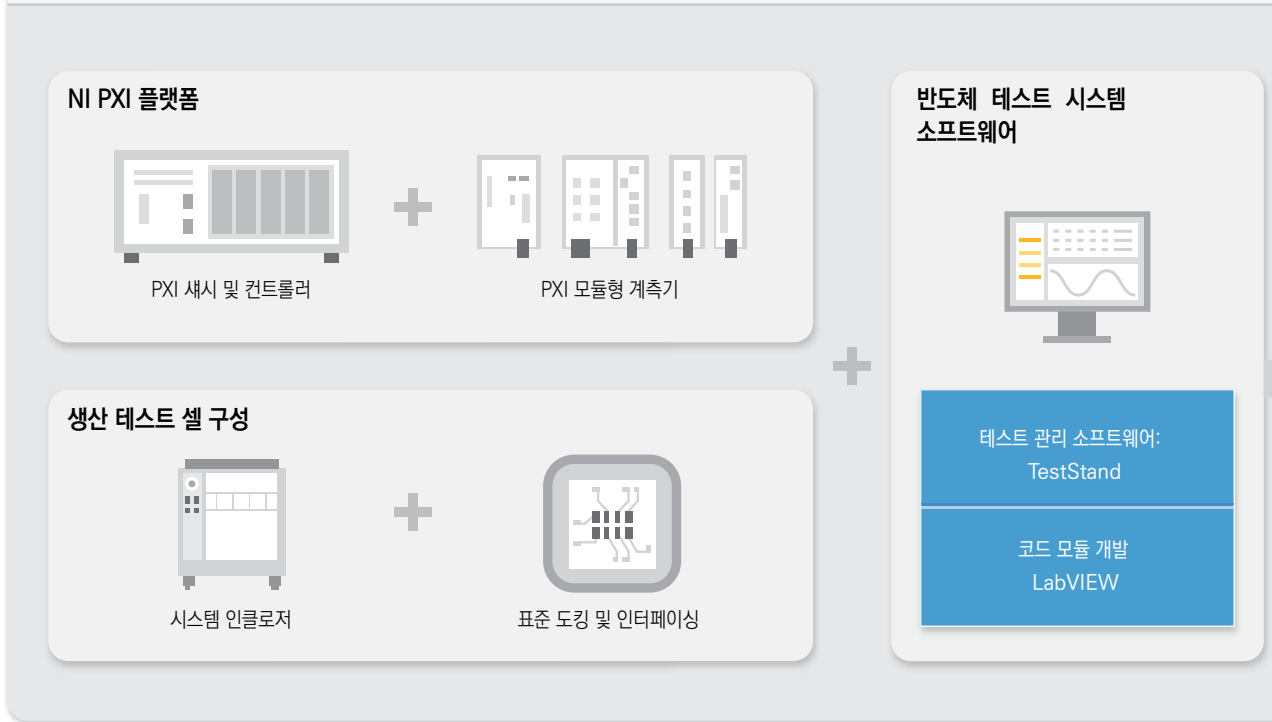 NI PXI 플랫폼
PXI 섀시 및 컨트롤러
PXI 모듈형 계측기
생산 테스트 셀 구성
시스템 인클로저
표준 도킹 및 인터페이싱
반도체 테스트 시스템
소프트웨어
테스트 관리 소프트웨어:
TestStand
코드 모듈 개발
LabVIEW